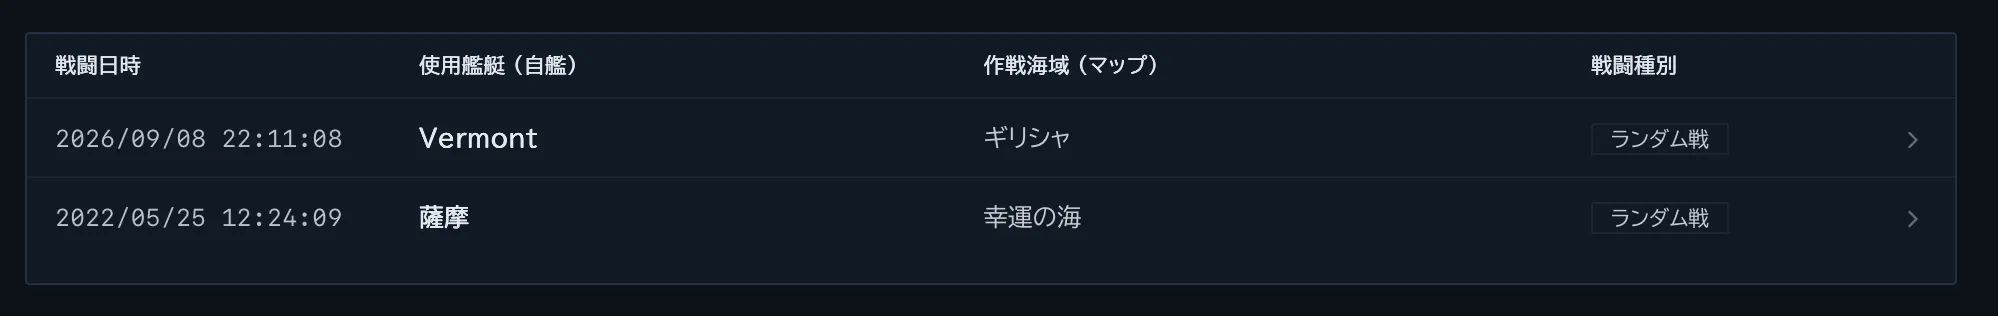 戦闘日時 使用艦艇（自艦） 作戦海域（マップ） 戦闘種別
2026/09/08 22:11:08 Vermont ギリシャ ランダム戦
2022/05/25 12:24:09 薩摩 幸運の海 ランダム戦